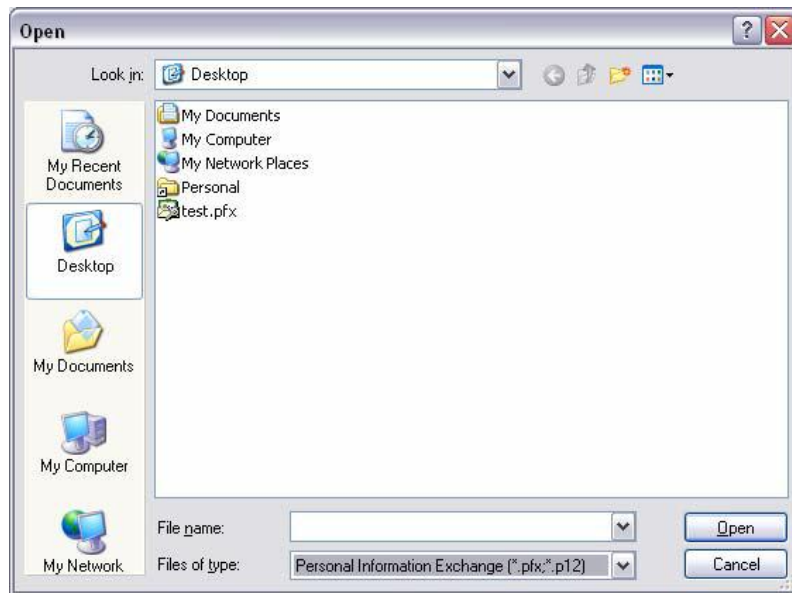 Open
Look in:
Desktop
My Recent
Documents
Desktop
My Documents
My Computer
My Network
My Documents
My Computer
My Network Places
Personal
test.pfx
File name:
Open
Files of type:
Personal Information Exchange (*.pfx;*.p12)
Cancel